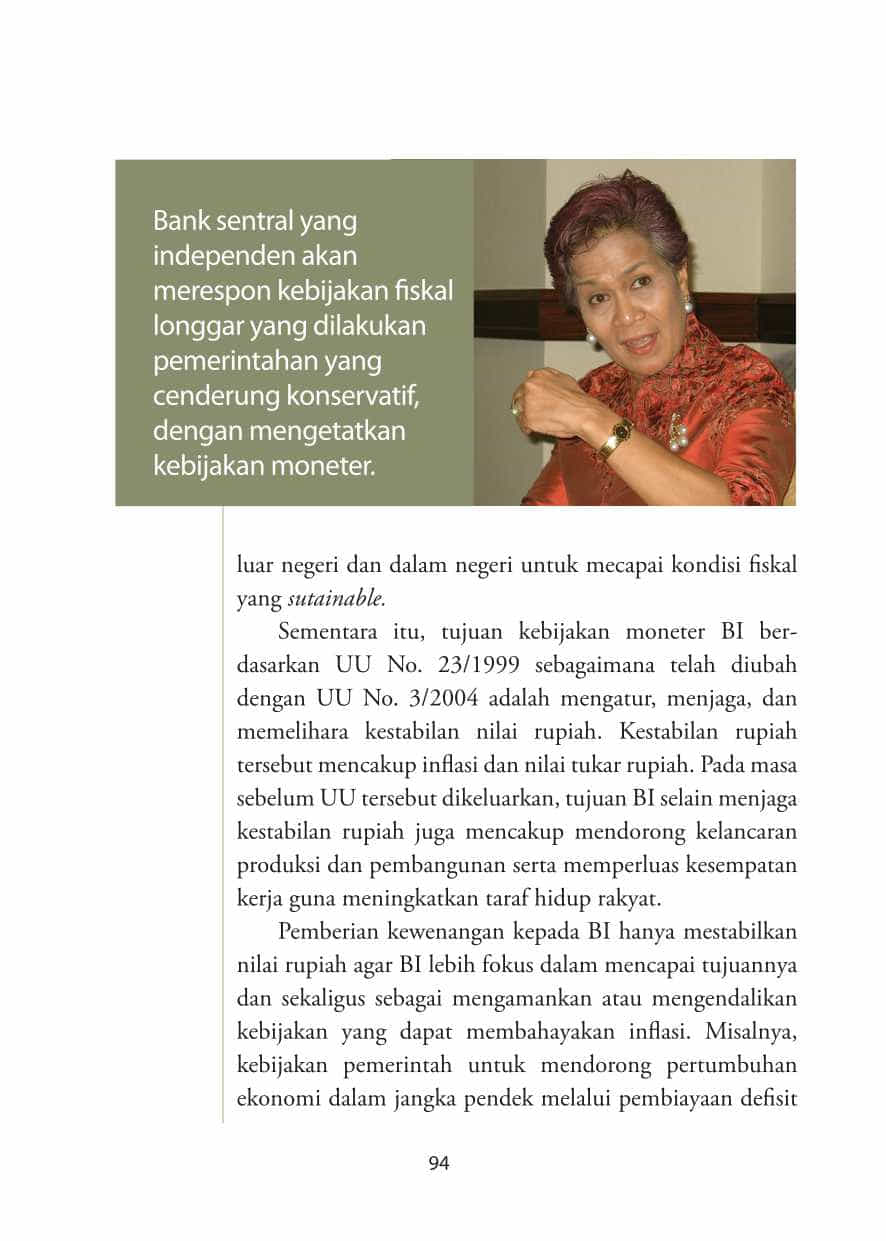 Bank sentral yang
independen akan
merespon kebijakan fiskal
longgar yang dilakukan
pemerintahan yang
cenderung konservatif,
dengan mengetatkan
kebijakan moneter.
luar negeri dan dalam negeri untuk mecapai kondisi fiskal
yang sutainable.
Sementara itu, tujuan kebijakan moneter BI ber-
dasarkan UU No. 23/1999 sebagaimana telah diubah
dengan UU No. 3/2004 adalah mengatur, menjaga, dan
memelihara kestabilan nilai rupiah. Kestabilan rupiah
tersebut mencakup inflasi dan nilai tukar rupiah. Pada masa
sebelum UU tersebut dikeluarkan, tujuan BI selain menjaga
kestabilan rupiah juga mencakup mendorong kelancaran
produksi dan pembangunan serta memperluas kesempatan
kerja guna meningkatkan taraf hidup rakyat.
Pemberian kewenangan kepada BI hanya mestabilkan
nilai rupiah agar BI lebih fokus dalam mencapai tujuannya
dan sekaligus sebagai mengamankan atau mengendalikan
kebijakan yang dapat membahayakan inflasi. Misalnya,
kebijakan pemerintah untuk mendorong pertumbuhan
ekonomi dalam jangka pendek melalui pembiayaan defisit
94